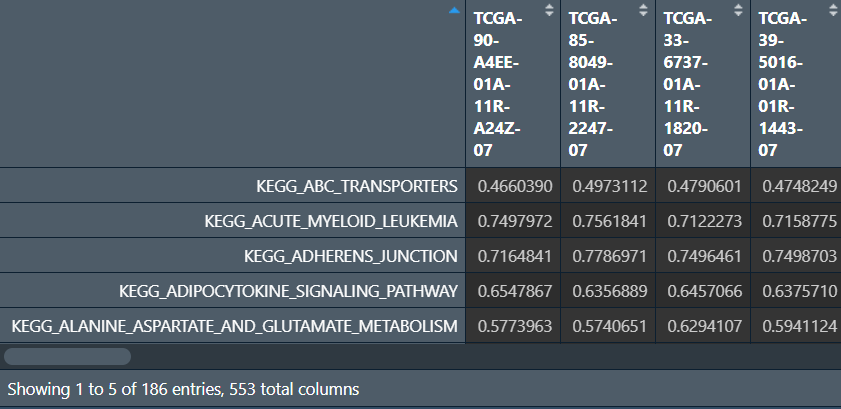 TCGA-
90-
A4EE-
01A-
11R-
A24Z-
07
TCGA-
85-
8049-
01A-
11R-
2247-
07
TCGA-
33-
6737-
01A-
11R-
1820-
07
TCGA-
39-
5016-
01A-
01R-
1443-
07
KEGG_ABC_TRANSPORTERS 0.4660390 0.4973112 0.4790601 0.4748249
KEGG_ACUTE_MYELOID_LEUKEMIA 0.7497972 0.7561841 0.7122273 0.7158775
KEGG_ADHERENS_JUNCTION 0.7164841 0.7786971 0.7496461 0.7498703
KEGG_ADIPOCYTOKINE_SIGNALING_PATHWAY 0.6547867 0.6356889 0.6457066 0.6375710
KEGG_ALANINE_ASPARTATE_AND_GLUTAMATE_METABOLISM 0.5773963 0.5740651 0.6294107 0.5941124
Showing 1 to 5 of 186 entries, 553 total columns